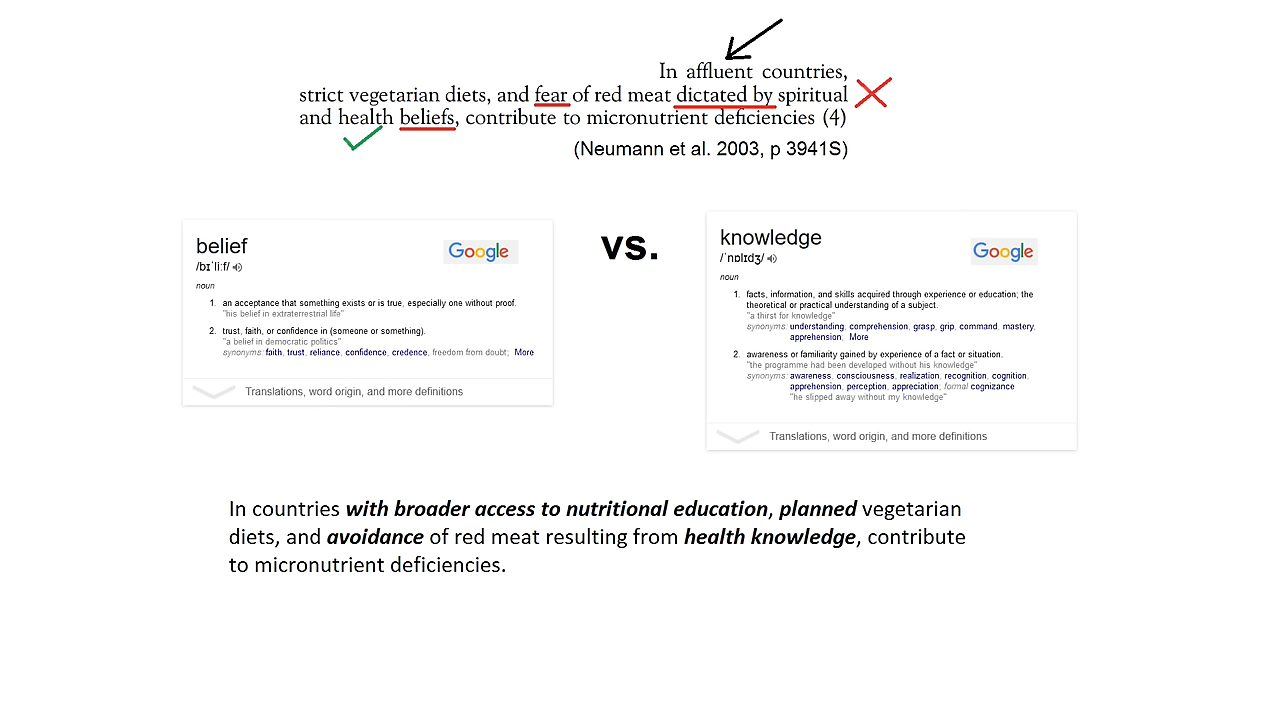 In affluent countries,
strict vegetarian diets, and fear of red meat dictated by spiritual
and health beliefs, contribute to micronutrient deficiencies (4)
(Neumann et al. 2003, p 3941S)
belief
Google
/bɪˈliːf/
noun
1. an acceptance that something exists or is true, especially one without proof.
"his belief in extraterrestrial life"
2. trust, faith, or confidence in (someone or something).
"a belief in democratic politics"
synonyms: faith, trust, reliance, confidence, credence, freedom from doubt; More
Translations, word origin, and more definitions
vs.
knowledge
Google
/ˈnɒlɪdʒ/
noun
1. facts, information, and skills acquired through experience or education; the
theoretical or practical understanding of a subject.
"a thirst for knowledge"
synonyms: understanding, comprehension, grasp, grip, command, mastery,
apprehension, More
2. awareness or familiarity gained by experience of a fact or situation.
"the programme had been developed without his knowledge"
synonyms: awareness, consciousness, realization, recognition, cognition,
apprehension, perception, appreciation; formal cognizance
"he slipped away without my knowledge"
Translations, word origin, and more definitions
In countries with broader access to nutritional education, planned vegetarian
diets, and avoidance of red meat resulting from health knowledge, contribute
to micronutrient deficiencies.